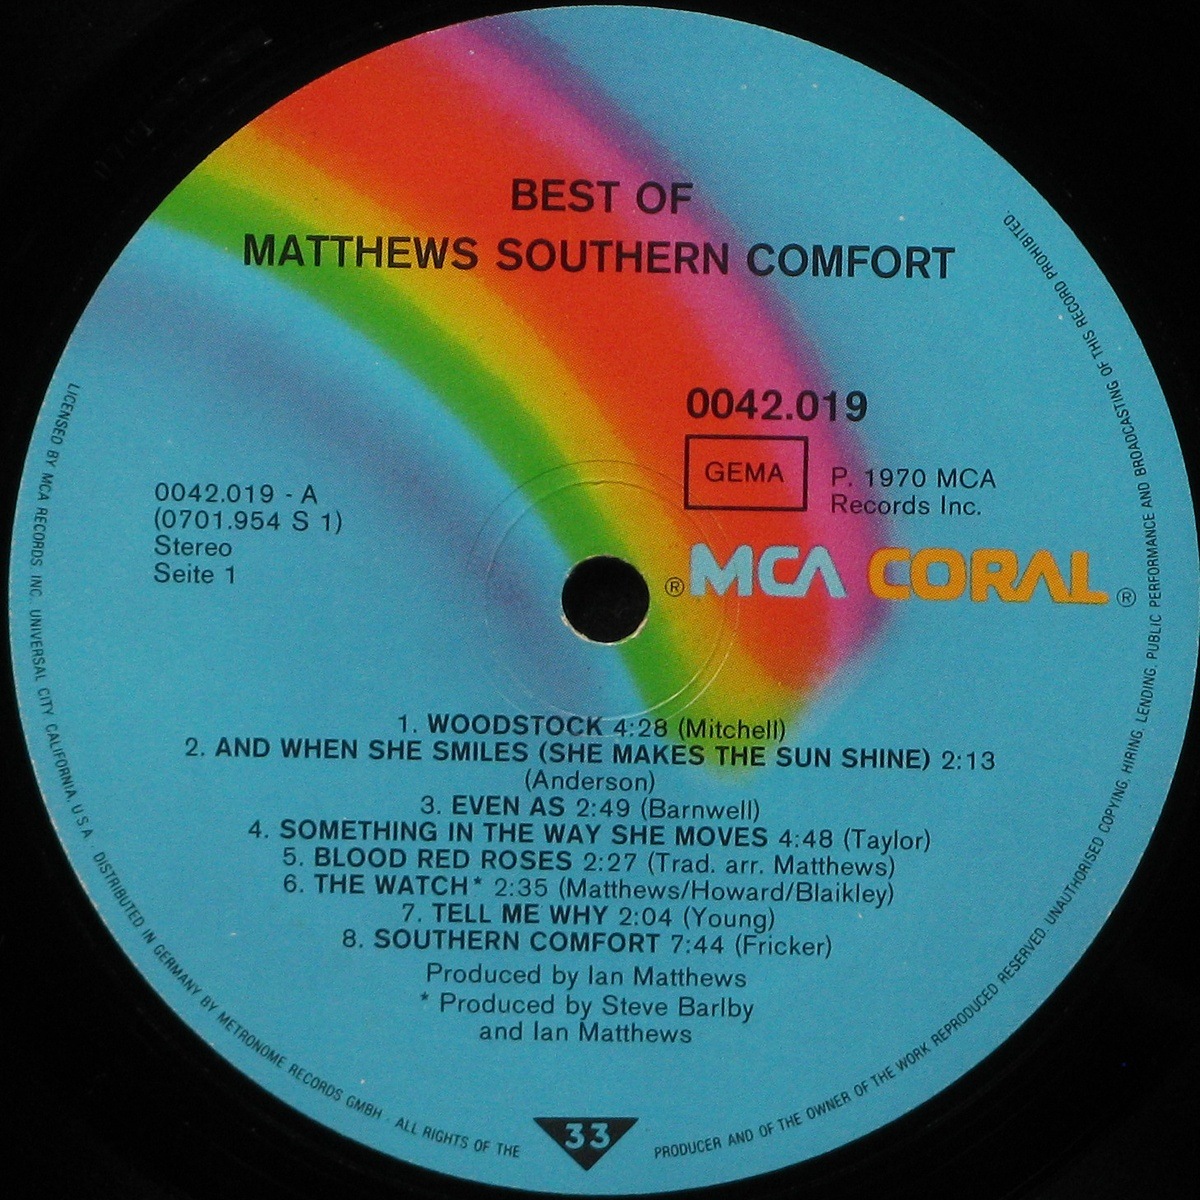 BEST OF
MATTHEWS SOUTHERN COMFORT
0042.019
GEMA
P. 1970 MCA
Records Inc.
0042.019 - A
(0701.954 S 1)
Stereo
Seite 1
® MCA CORAL ®
1. WOODSTOCK 4:28 (Mitchell)
2. AND WHEN SHE SMILES (SHE MAKES THE SUN SHINE) 2:13
(Anderson)
3. EVEN AS 2:49 (Barnwell)
4. SOMETHING IN THE WAY SHE MOVES 4:48 (Taylor)
5. BLOOD RED ROSES 2:27 (Trad. arr. Matthews)
6. THE WATCH* 2:35 (Matthews/Howard/Blaikley)
7. TELL ME WHY 2:04 (Young)
8. SOUTHERN COMFORT 7:44 (Fricker)
Produced by Ian Matthews
* Produced by Steve Barlby
and Ian Matthews
33
LICENSED BY MCA RECORDS INC. UNIVERSAL CITY, CALIFORNIA, U.S.A. DISTRIBUTED IN GERMANY BY METRONOME RECORDS GMBH - ALL RIGHTS OF THE
PRODUCER AND OF THE OWNER OF THE WORK REPRODUCED RESERVED. UNAUTHORISED COPYING, HIRING, LENDING, PUBLIC PERFORMANCE AND BROADCASTING OF THIS RECORD PROHIBITED